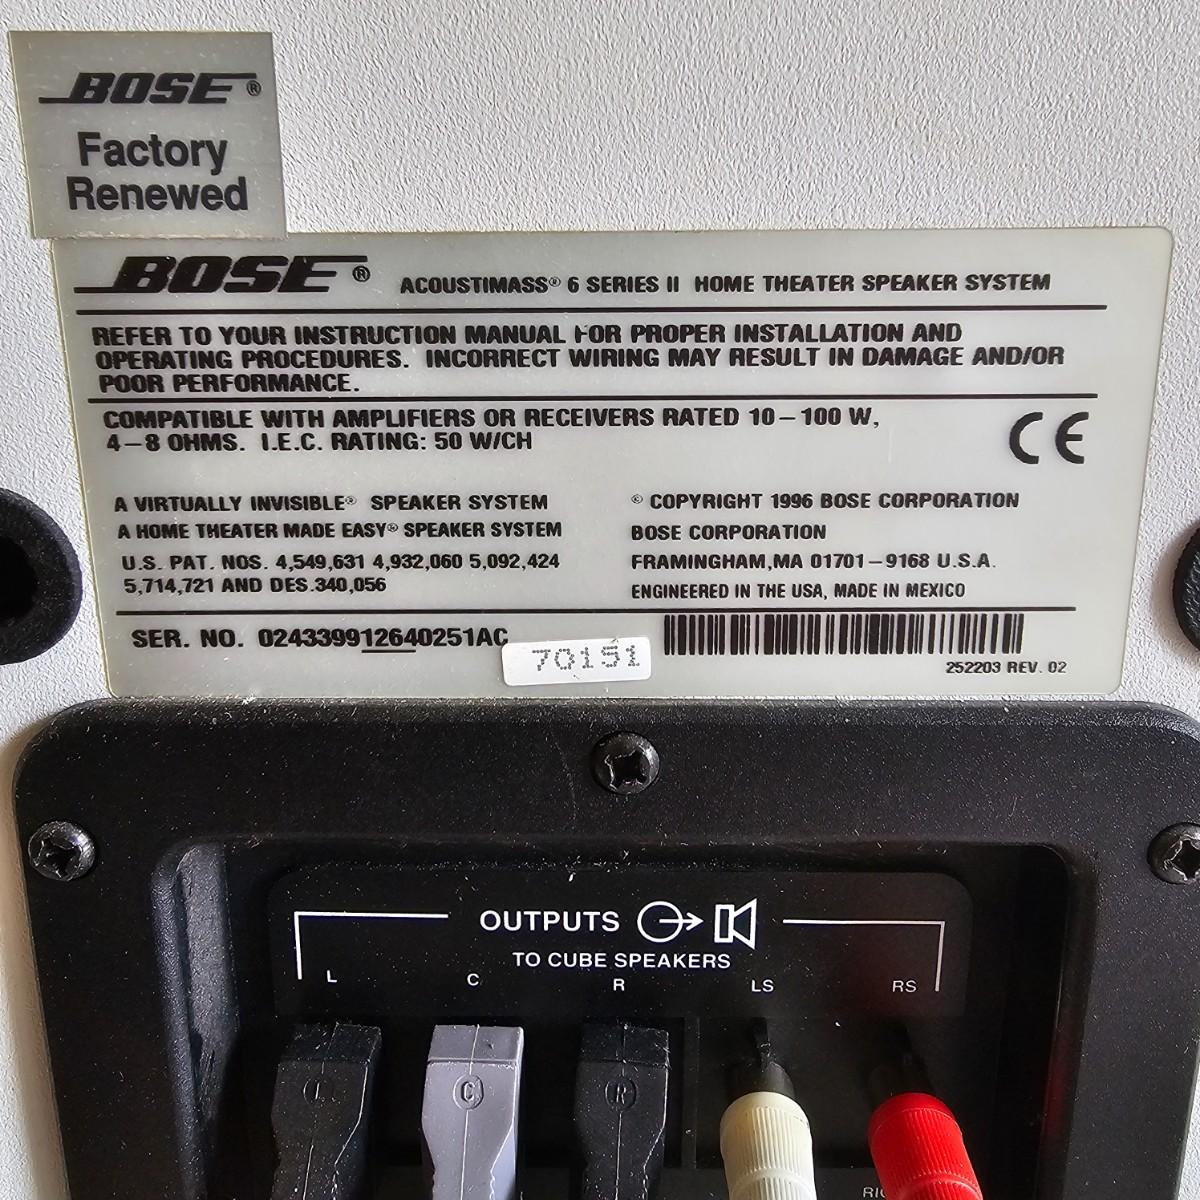 BOSE®
Factory
Renewed
BOSE® ACOUSTIMASS® 6 SERIES II HOME THEATER SPEAKER SYSTEM
REFER TO YOUR INSTRUCTION MANUAL FOR PROPER INSTALLATION AND
OPERATING PROCEDURES. INCORRECT WIRING MAY RESULT IN DAMAGE AND/OR
POOR PERFORMANCE.
COMPATIBLE WITH AMPLIFIERS OR RECEIVERS RATED 10–100 W,
4–8 OHMS. I.E.C. RATING: 50 W/CH
CE
A VIRTUALLY INVISIBLE® SPEAKER SYSTEM
A HOME THEATER MADE EASY® SPEAKER SYSTEM
U.S. PAT. NOS. 4,549,631 4,932,060 5,092,424
5,714,721 AND DES.340,056
© COPYRIGHT 1996 BOSE CORPORATION
BOSE CORPORATION
FRAMINGHAM,MA 01701–9168 U.S.A.
ENGINEERED IN THE USA, MADE IN MEXICO
SER. NO. 024339912640251AC
70151
252203 REV. 02
OUTPUTS
TO CUBE SPEAKERS
L C R LS RS
L C R